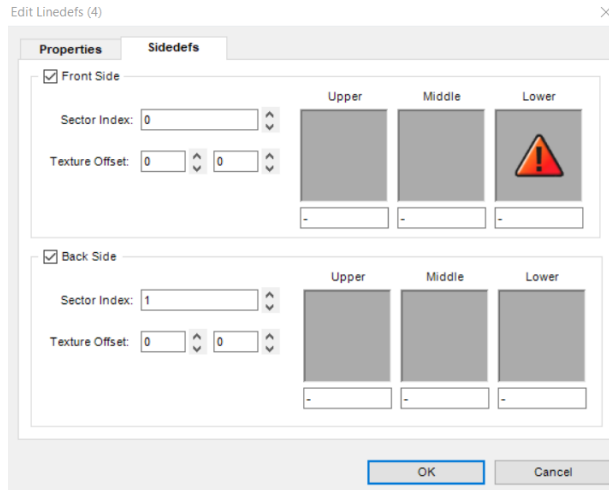 Edit Linedefs (4)
Properties Sidedefs
Front Side
Upper Middle Lower
Sector Index: 0
Texture Offset: 0 0
- - -
Back Side
Upper Middle Lower
Sector Index: 1
Texture Offset: 0 0
- - -
OK Cancel